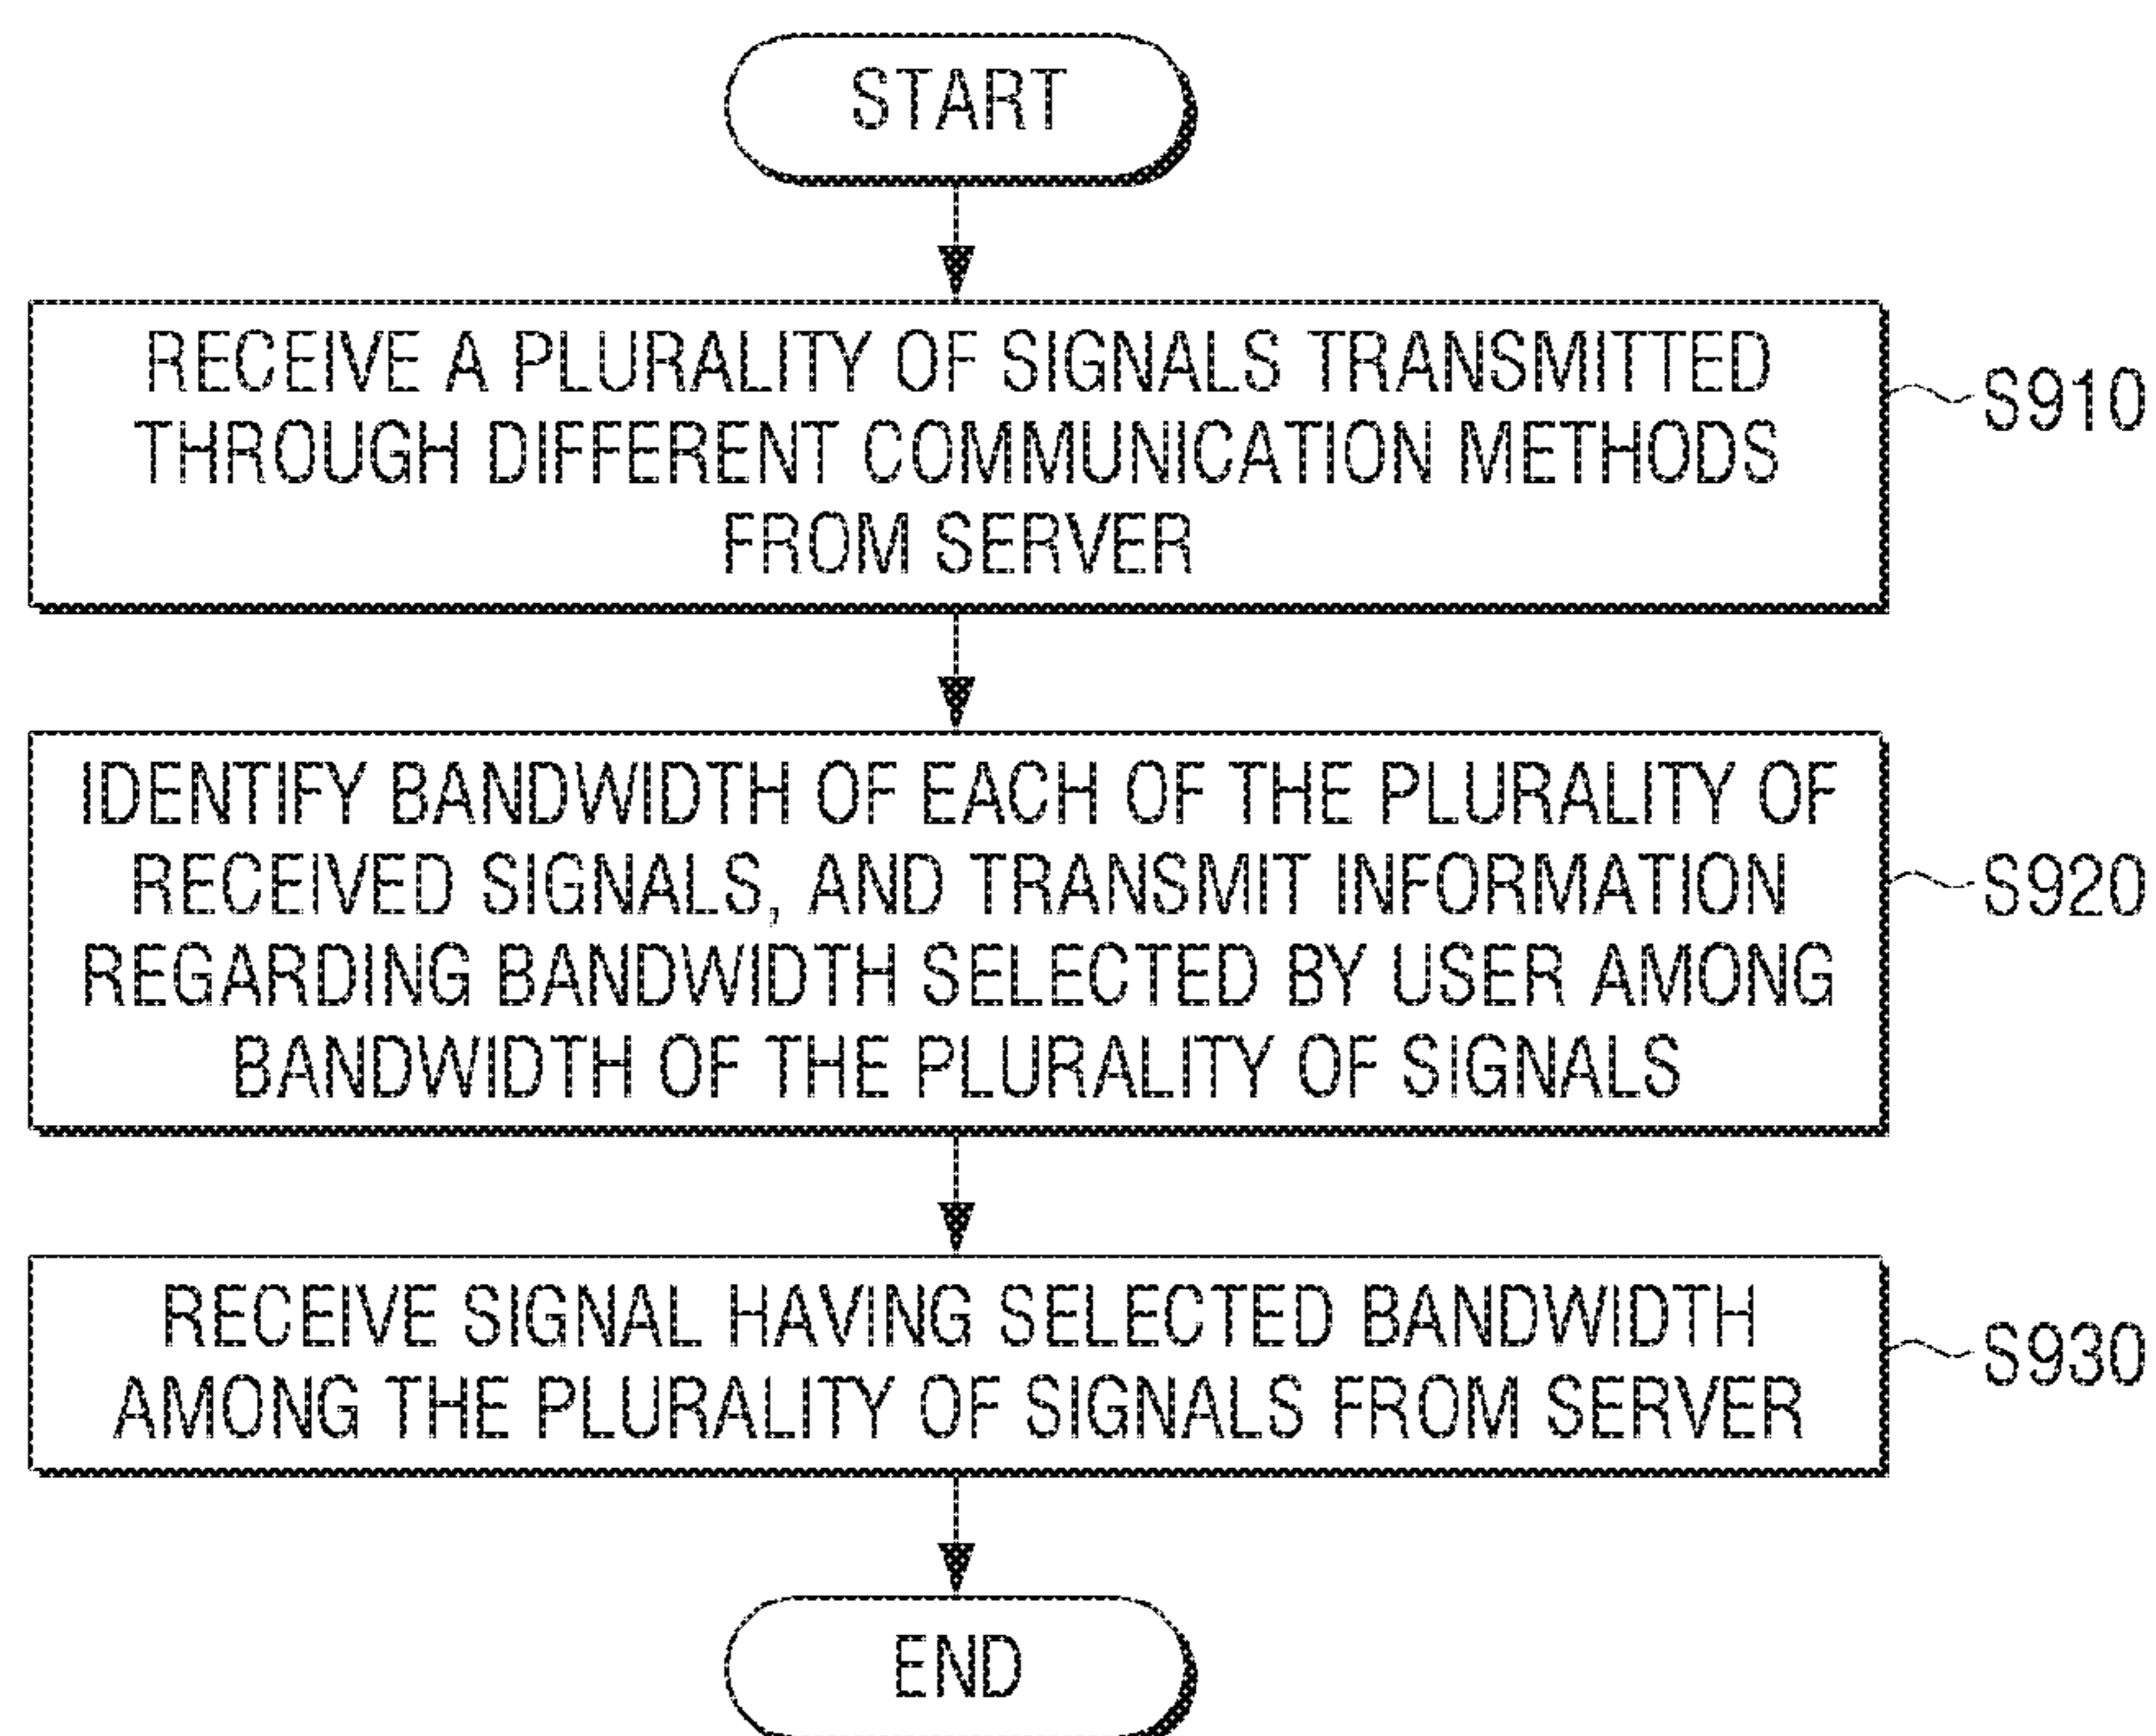 START
RECEIVE A PLURALITY OF SIGNALS TRANSMITTED
THROUGH DIFFERENT COMMUNICATION METHODS
FROM SERVER
S910
IDENTIFY BANDWIDTH OF EACH OF THE PLURALITY OF
RECEIVED SIGNALS, AND TRANSMIT INFORMATION
REGARDING BANDWIDTH SELECTED BY USER AMONG
BANDWIDTH OF THE PLURALITY OF SIGNALS
S920
RECEIVE SIGNAL HAVING SELECTED BANDWIDTH
AMONG THE PLURALITY OF SIGNALS FROM SERVER
S930
END